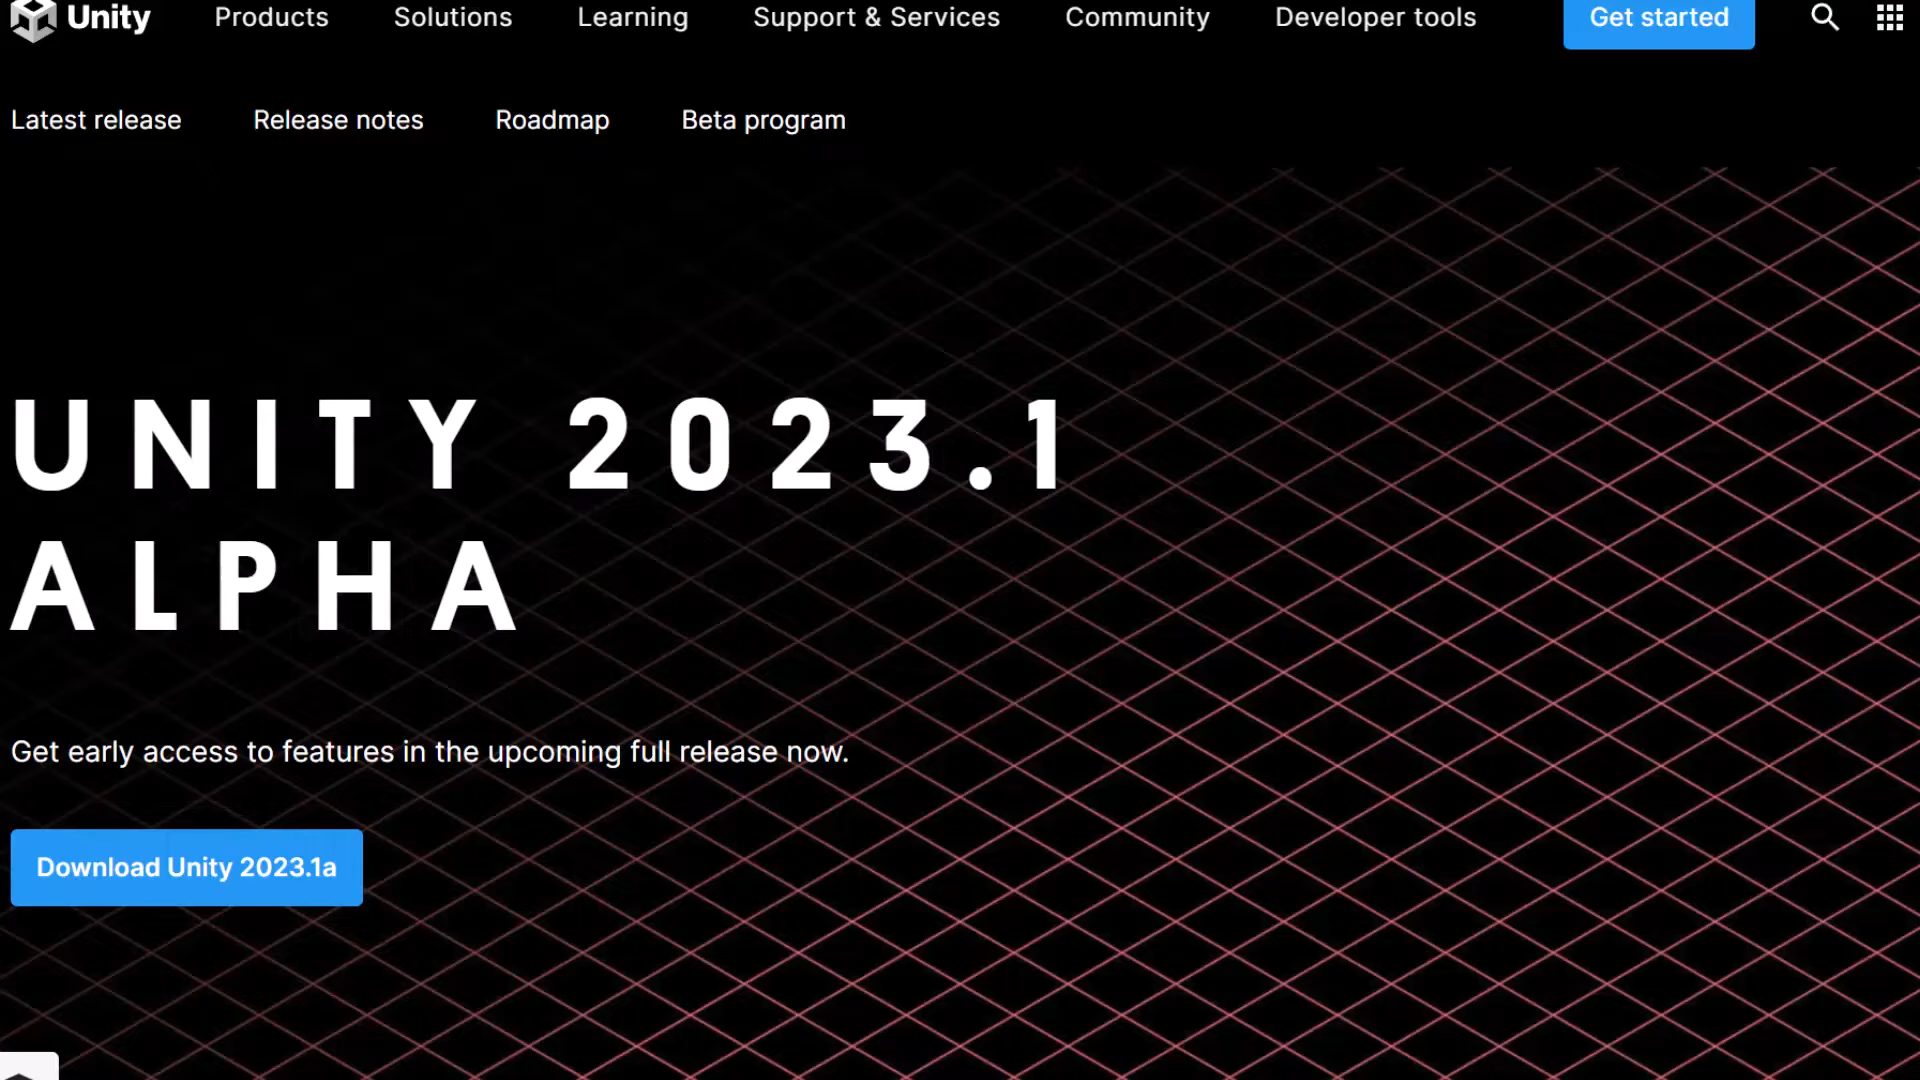 Unity Products Solutions Learning Support & Services Community Developer tools Get started
Latest release Release notes Roadmap Beta program
UNITY 2023.1
ALPHA
Get early access to features in the upcoming full release now.
Download Unity 2023.1a